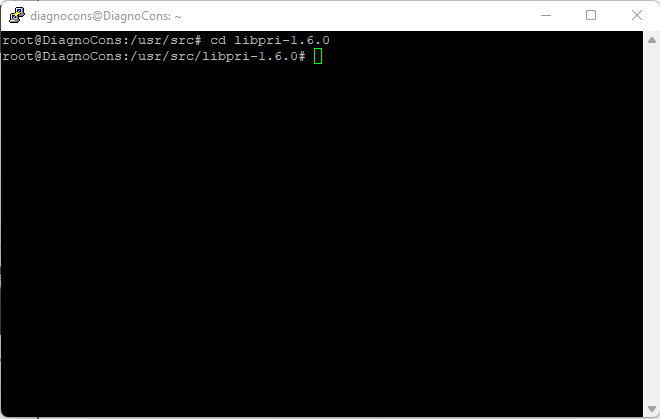 diagnocons@DiagnoCons: ~
root@DiagnoCons:/usr/src# cd libpri-1.6.0
root@DiagnoCons:/usr/src/libpri-1.6.0#